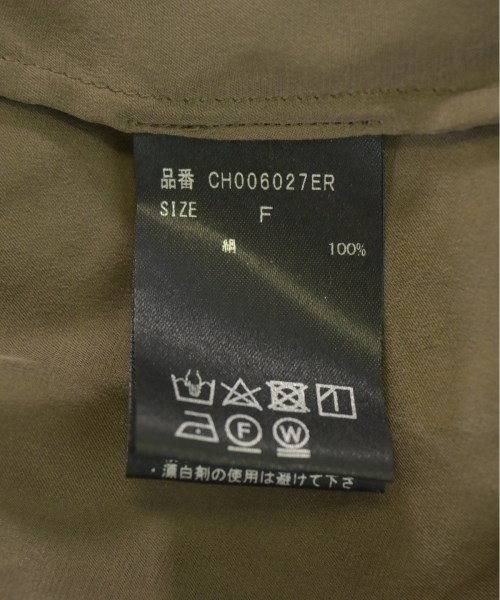 品番 CH006027ER
SIZE F
絹 100%
F W
・漂白剤の使用は避けて下さ